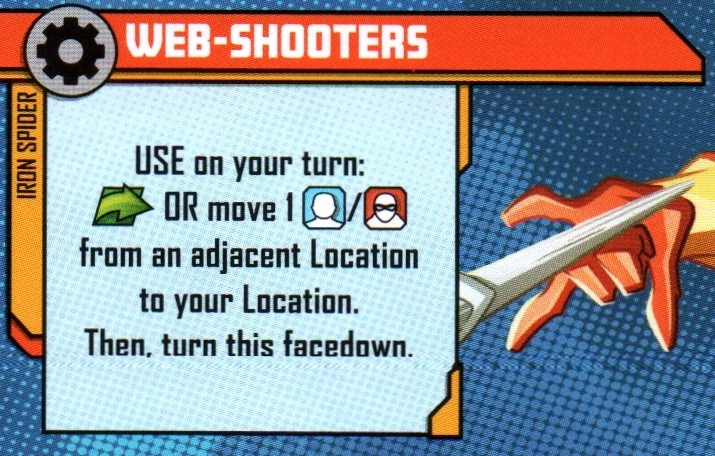 WEB-SHOOTERS
IRON SPIDER
USE on your turn:
OR move 1 /
from an adjacent Location
to your Location.
Then, turn this facedown.